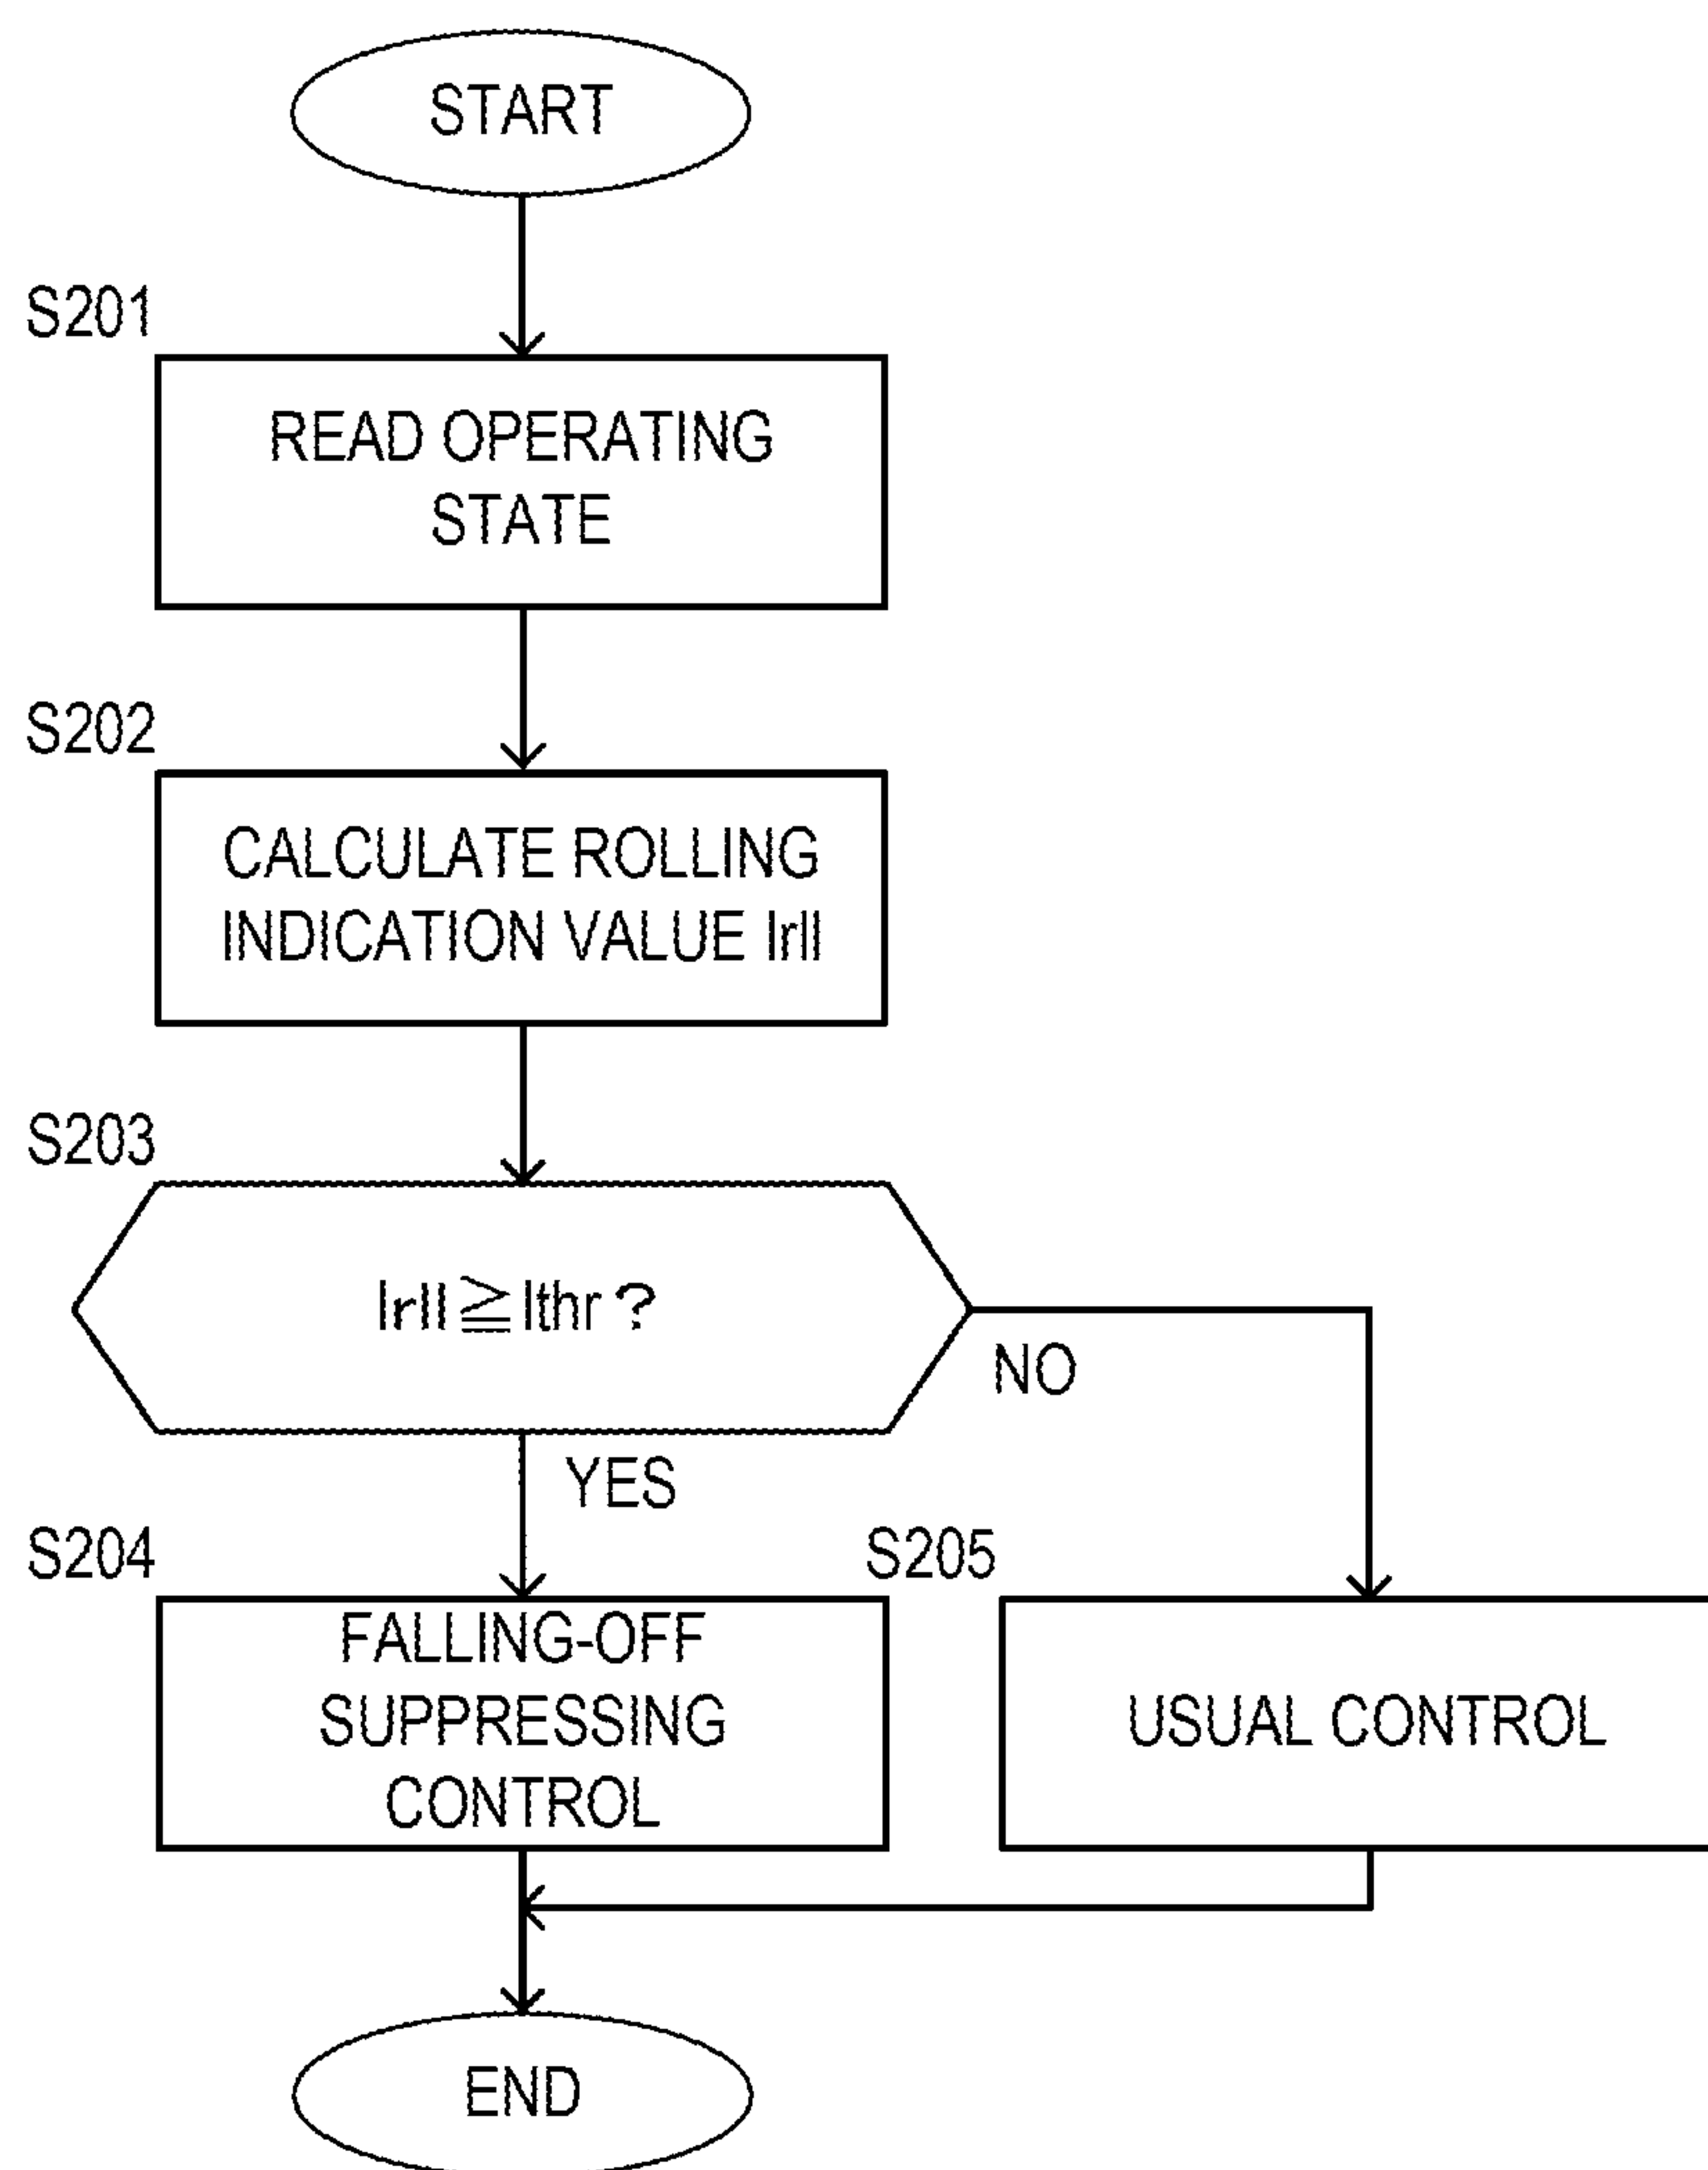 START
S201
READ OPERATING
STATE
S202
CALCULATE ROLLING
INDICATION VALUE Irll
S203
Irll ≧ Ithr ?
NO
YES
S204
S205
FALLING-OFF
SUPPRESSING
CONTROL
USUAL CONTROL
END